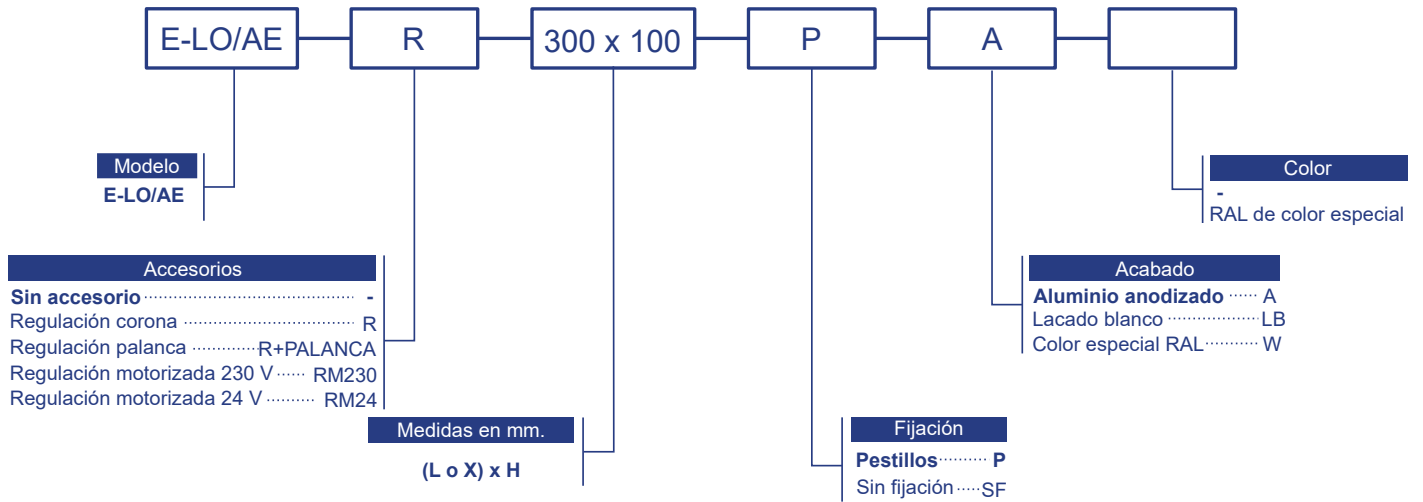 E-LO/AE
R
300 x 100
P
A
Modelo
E-LO/AE
Color
-
RAL de color especial
Accesorios
Sin accesorio -
Regulación corona R
Regulación palanca R+PALANCA
Regulación motorizada 230 V RM230
Regulación motorizada 24 V RM24
Acabado
Aluminio anodizado A
Lacado blanco LB
Color especial RAL W
Medidas en mm.
(L o X) x H
Fijación
Pestillos P
Sin fijación SF